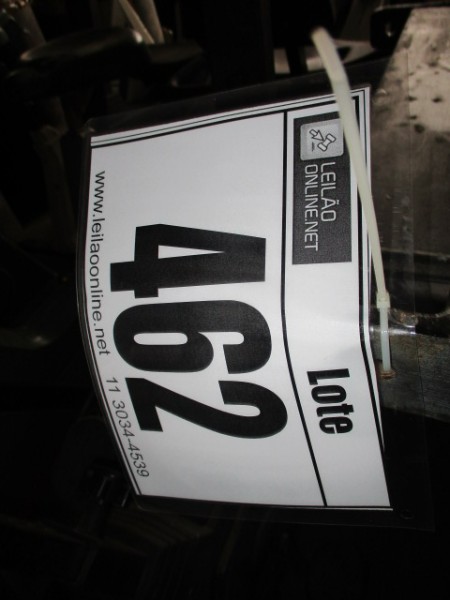 LEILÃO
ONLINE.NET
Lote
462
www.leilaoonline.net 11 3034-4539